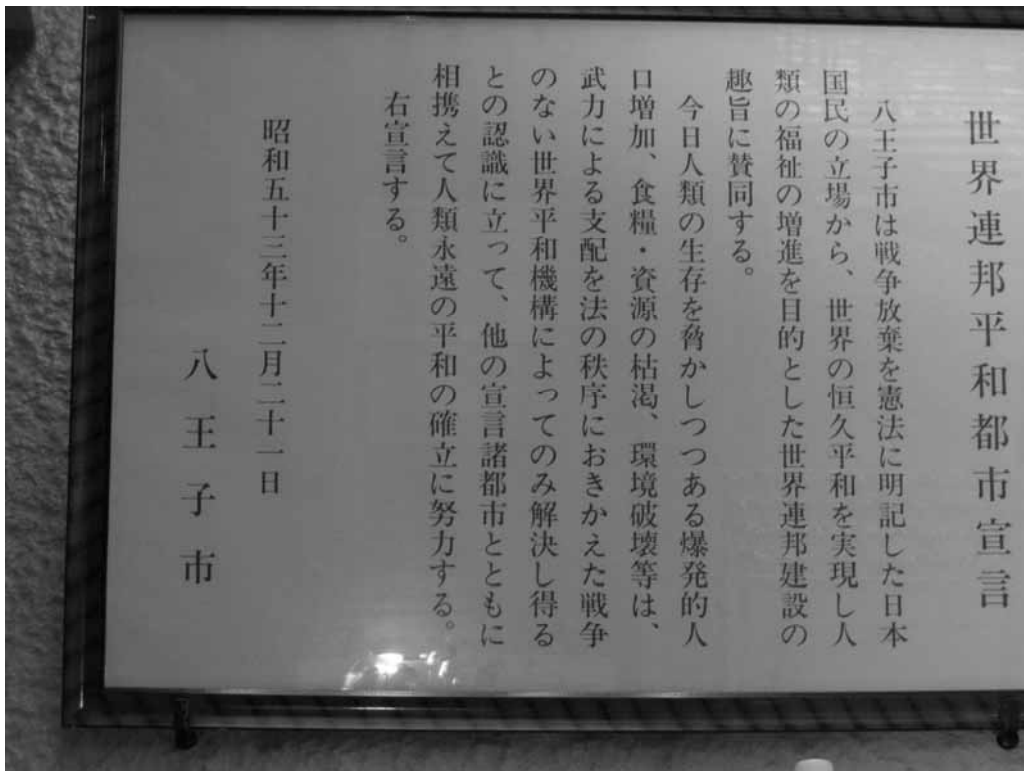 世界連邦平和都市宣言
八王子市は戦争放棄を憲法に明記した日本
国民の立場から、世界の恒久平和を実現し人
類の福祉の増進を目的とした世界連邦建設の
趣旨に賛同する。
今日人類の生存を脅かしつつある爆発的人
口増加、食糧・資源の枯渇、環境破壊等は、
武力による支配を法の秩序におきかえた戦争
のない世界平和機構によってのみ解決し得る
との認識に立って、他の宣言諸都市とともに
相携えて人類永遠の平和の確立に努力する。
右宣言する。
昭和五十三年十二月二十一日
八王子市